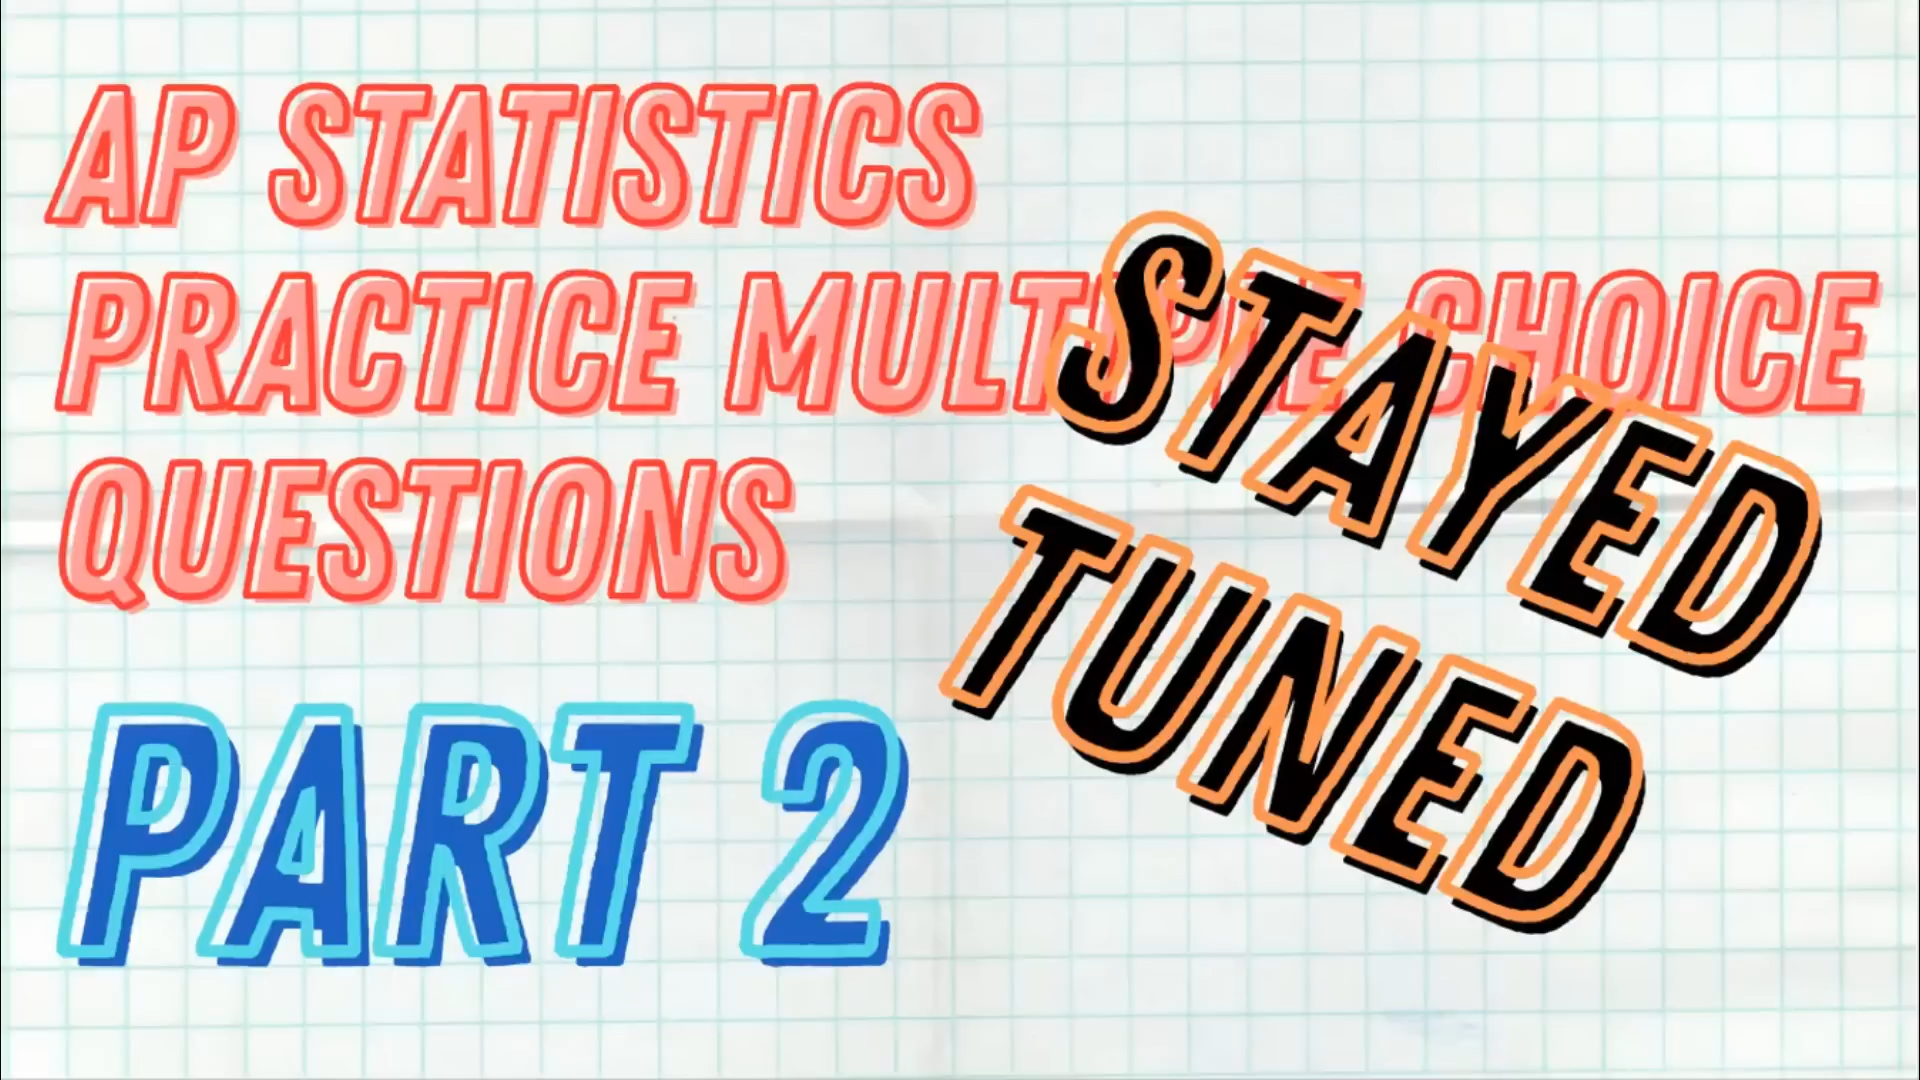 AP STATISTICS
PRACTICE MULTIPLE CHOICE
QUESTIONS
PART 2
STAYED
TUNED